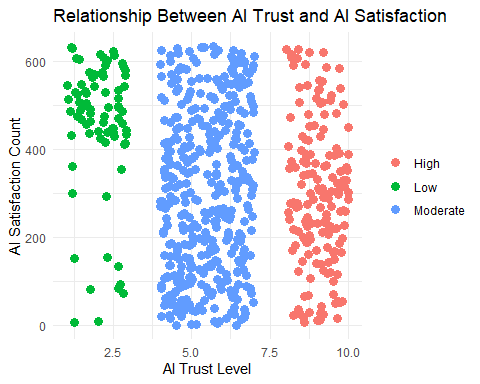 Relationship Between AI Trust and AI Satisfaction
AI Satisfaction Count
600
400
200
0
2.5 5.0 7.5 10.0
AI Trust Level
High
Low
Moderate